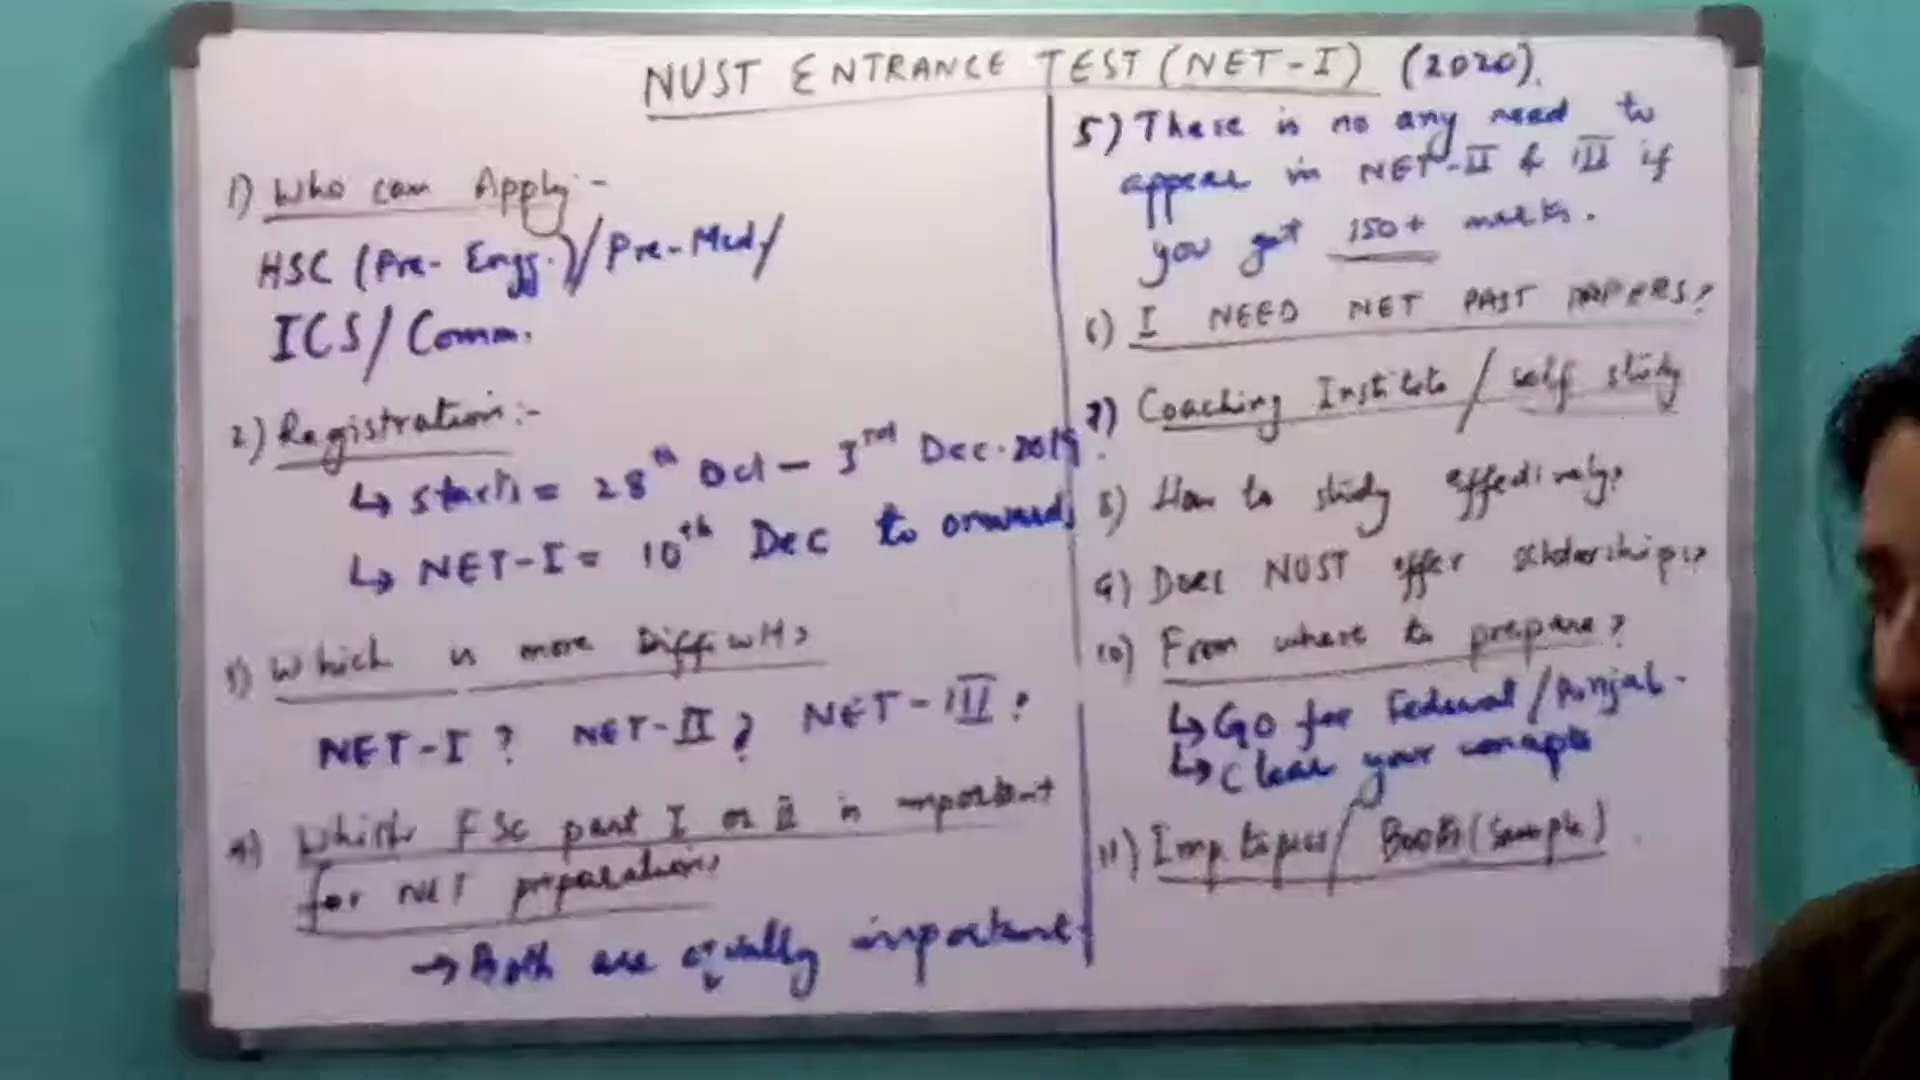 NUST ENTRANCE TEST (NET-I) (2020).
1) Who can Apply:-
HSC (Pre-Engg.)/Pre-Med/
ICS/Comm.
2) Registration:-
↳ starts = 28th Oct - 3rd Dec. 2019.
↳ NET-I = 10th Dec to onwards
3) Which is more Difficult?
NET-I? NET-II? NET-III?
4) Which FSc part I or II is important
for NET preparation?
→ Both are equally important.
5) There is no any need to
appear in NET-II & III if
you get 150+ marks.
6) I NEED NET PAST PAPERS?
7) Coaching Institute / self study
8) How to study effectively?
9) Does NUST offer scholarships?
10) From where to prepare?
↳ Go for Federal/Punjab.
↳ Clear your concepts
11) Imp. topics/ Books (Sample)